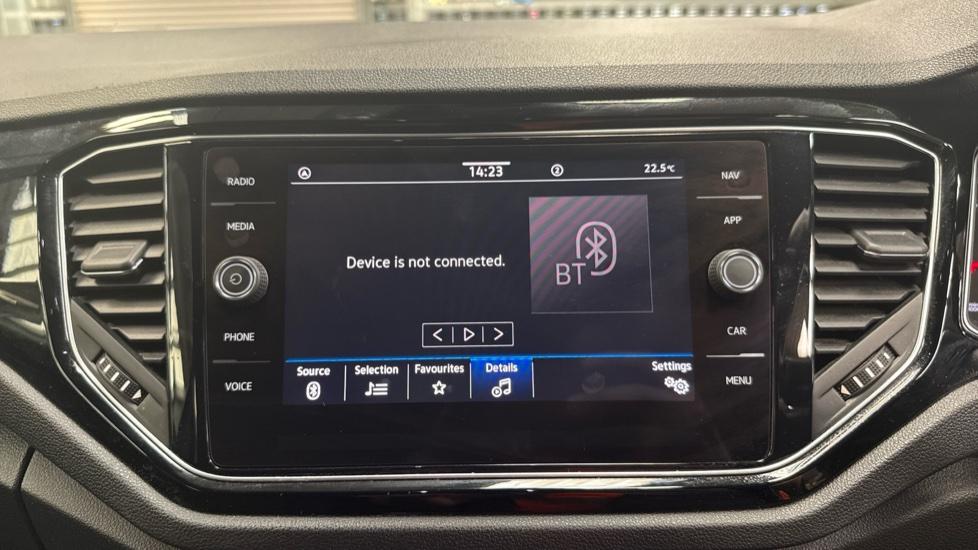 14:23
2
22.5°C
RADIO
MEDIA
PHONE
VOICE
Device is not connected.
BT
Source
Selection
Favourites
Details
Settings
NAV
APP
CAR
MENU